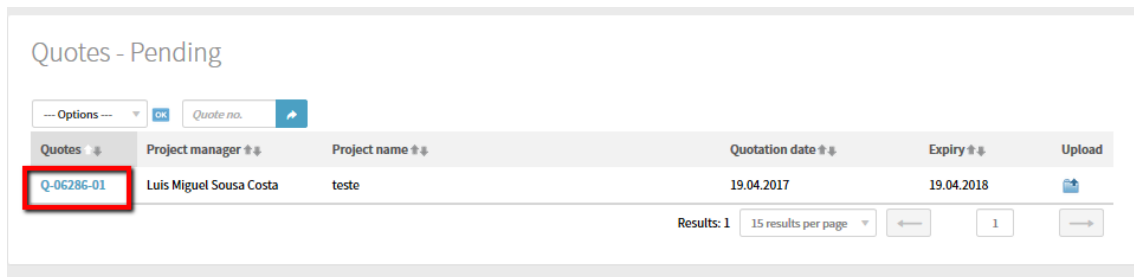 Quotes - Pending
--- Options --- OK Quote no.
Quotes Project manager Project name Quotation date Expiry Upload
Q-06286-01 Luis Miguel Sousa Costa teste 19.04.2017 19.04.2018
Results: 1 15 results per page 1